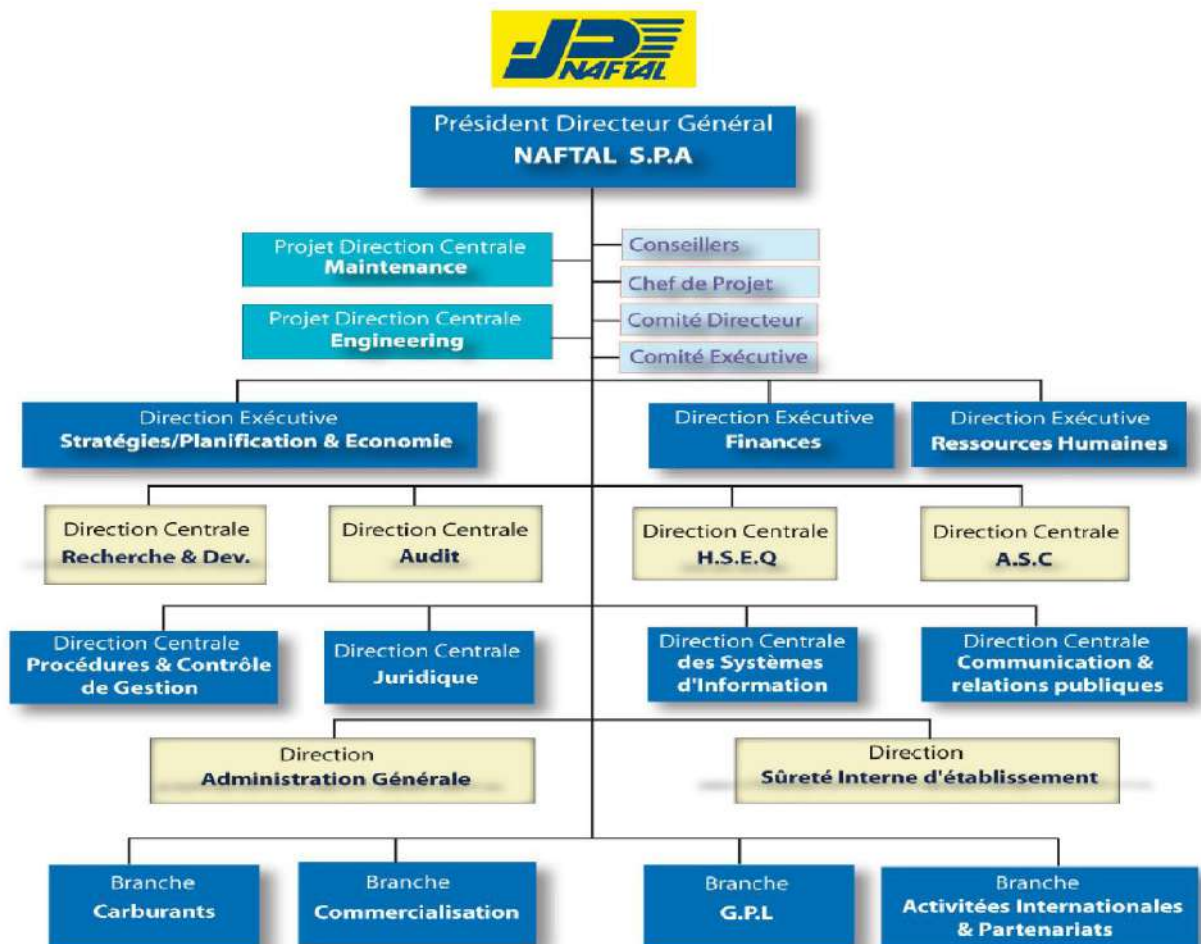 NAFTAL
Président Directeur Général
NAFTAL S.P.A
Projet Direction Centrale
Maintenance
Conseillers
Chef de Projet
Projet Direction Centrale
Engineering
Comité Directeur
Comité Exécutive
Direction Exécutive
Stratégies/Planification & Economie
Direction Exécutive
Finances
Direction Exécutive
Ressources Humaines
Direction Centrale
Recherche & Dev.
Direction Centrale
Audit
Direction Centrale
H.S.E.Q
Direction Centrale
A.S.C
Direction Centrale
Procédures & Contrôle
de Gestion
Direction Centrale
Juridique
Direction Centrale
des Systèmes
d'Information
Direction Centrale
Communication &
relations publiques
Direction
Administration Générale
Direction
Sûreté Interne d'établissement
Branche
Carburants
Branche
Commercialisation
Branche
G.P.L
Branche
Activitées Internationales
& Partenariats